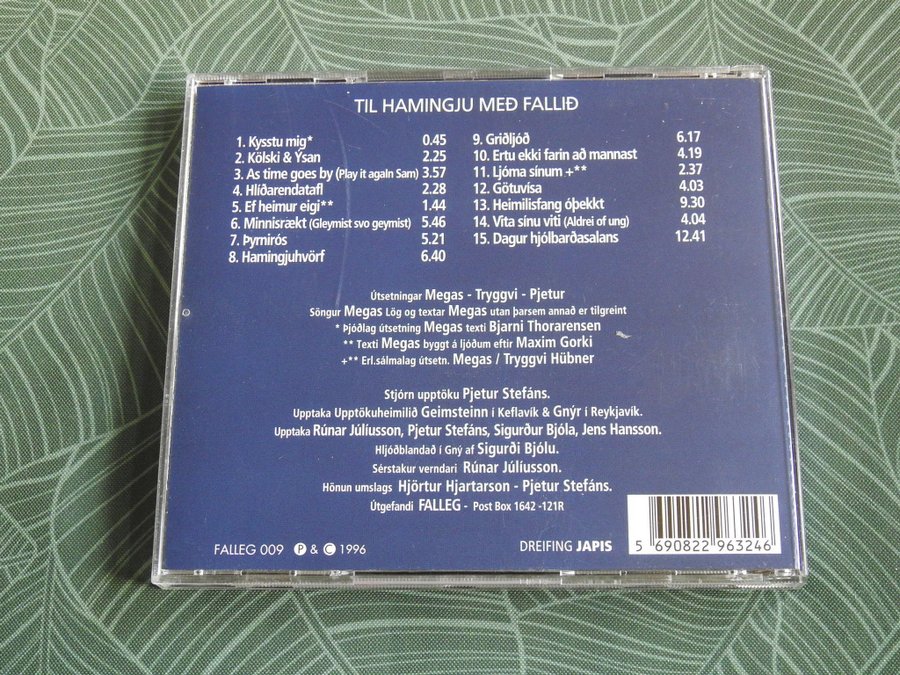 TIL HAMINGJU MEÐ FALLIÐ
1. Kysstu mig* 0.45
2. Kölski & Ýsan 2.25
3. As time goes by (Play it again Sam) 3.57
4. Hlíðarendatafl 2.28
5. Ef heimur eigi** 1.44
6. Minnisrækt (Gleymist svo geymist) 5.46
7. Þyrnirós 5.21
8. Hamingjuhvörf 6.40
9. Griðljóð 6.17
10. Ertu ekki farin að mannast 4.19
11. Ljóma sínum +** 2.37
12. Götuvísa 4.03
13. Heimilisfang óþekkt 9.30
14. Vita sínu viti (Aldrei of ung) 4.04
15. Dagur hjólbarðasalans 12.41
Útsetningar Megas - Tryggvi - Pjetur
Söngur Megas Lög og textar Megas utan þarsem annað er tilgreint
* Þjóðlag útsetning Megas texti Bjarni Thorarensen
** Texti Megas byggt á ljóðum eftir Maxim Gorki
+** Erl.sálmalag útsetn. Megas / Tryggvi Hübner
Stjórn upptöku Pjetur Stefáns.
Upptaka Upptökuheimilið Geimsteinn í Keflavík & Gnýr í Reykjavík.
Upptaka Rúnar Júlíusson, Pjetur Stefáns, Sigurður Bjóla, Jens Hansson.
Hljóðblandað í Gný af Sigurði Bjólu.
Sérstakur verndari Rúnar Júlíusson.
Hönun umslags Hjörtur Hjartarson - Pjetur Stefáns.
Útgefandi FALLEG - Post Box 1642 -121R
FALLEG 009 Ⓟ & © 1996
DREIFING JAPIS
5 690822 963246